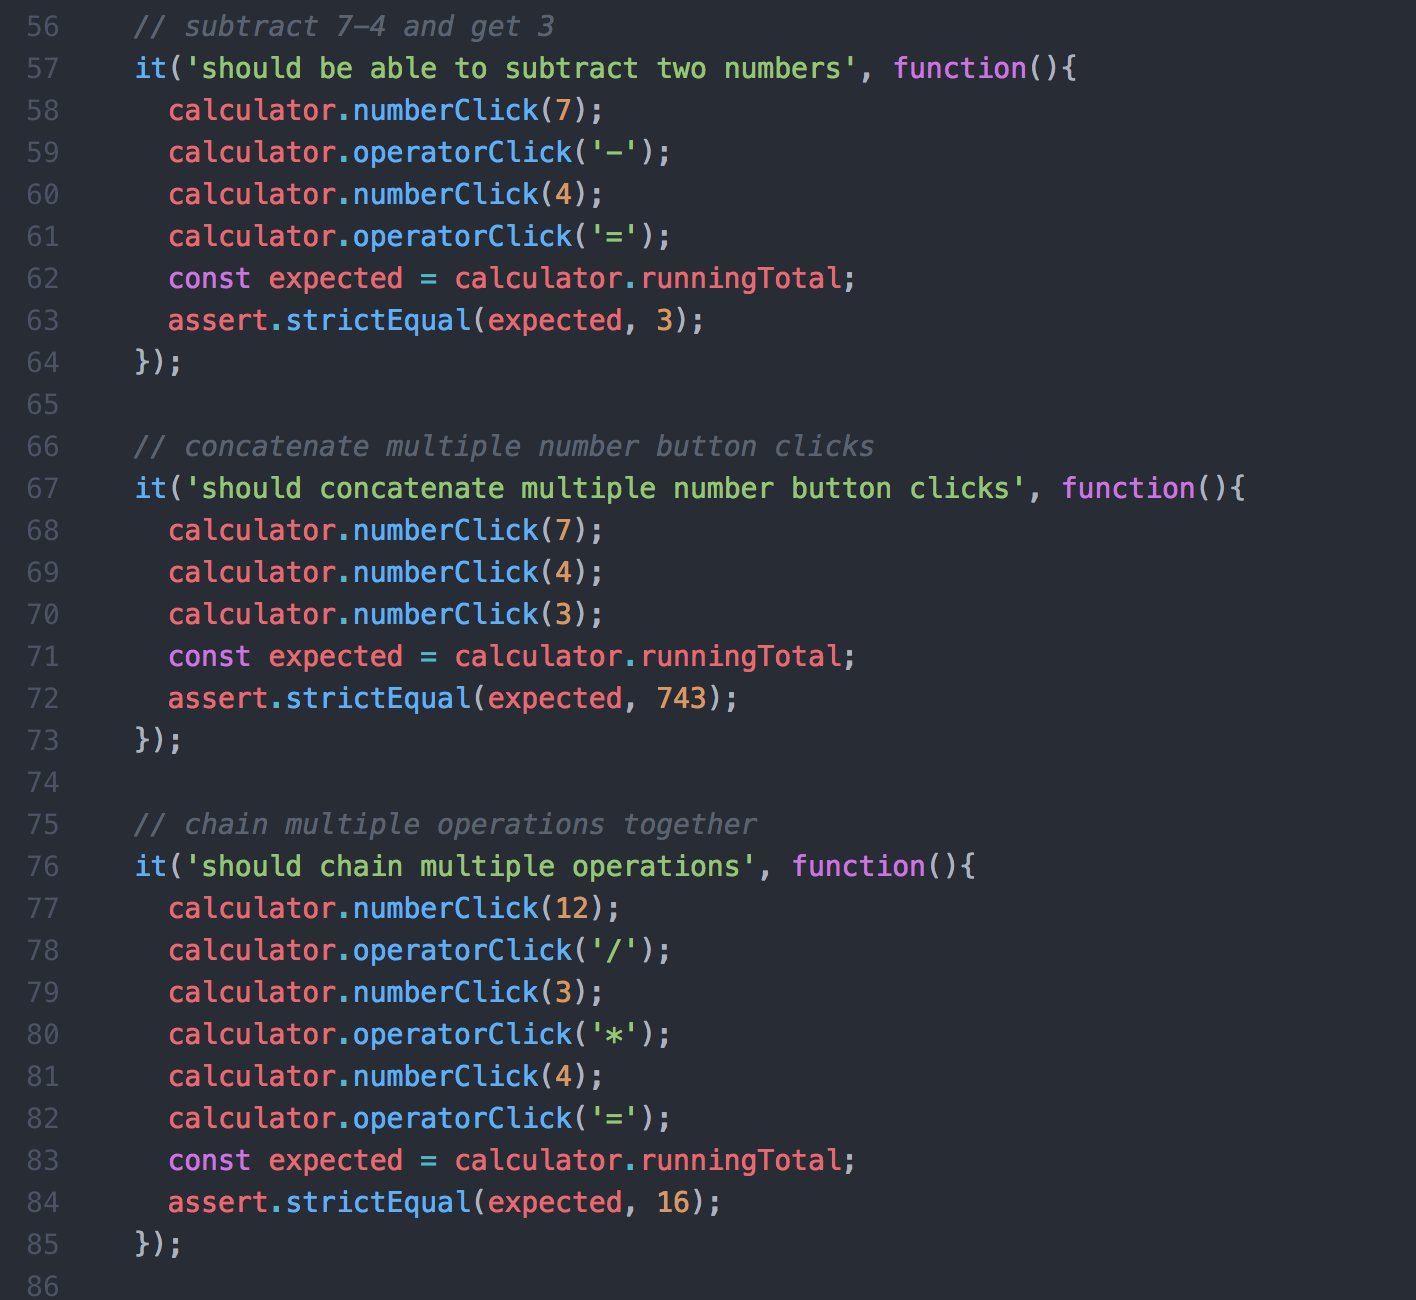 56 // subtract 7-4 and get 3
57 it('should be able to subtract two numbers', function(){
58 calculator.numberClick(7);
59 calculator.operatorClick('-');
60 calculator.numberClick(4);
61 calculator.operatorClick('=');
62 const expected = calculator.runningTotal;
63 assert.strictEqual(expected, 3);
64 });
65
66 // concatenate multiple number button clicks
67 it('should concatenate multiple number button clicks', function(){
68 calculator.numberClick(7);
69 calculator.numberClick(4);
70 calculator.numberClick(3);
71 const expected = calculator.runningTotal;
72 assert.strictEqual(expected, 743);
73 });
74
75 // chain multiple operations together
76 it('should chain multiple operations', function(){
77 calculator.numberClick(12);
78 calculator.operatorClick('/');
79 calculator.numberClick(3);
80 calculator.operatorClick('*');
81 calculator.numberClick(4);
82 calculator.operatorClick('=');
83 const expected = calculator.runningTotal;
84 assert.strictEqual(expected, 16);
85 });
86